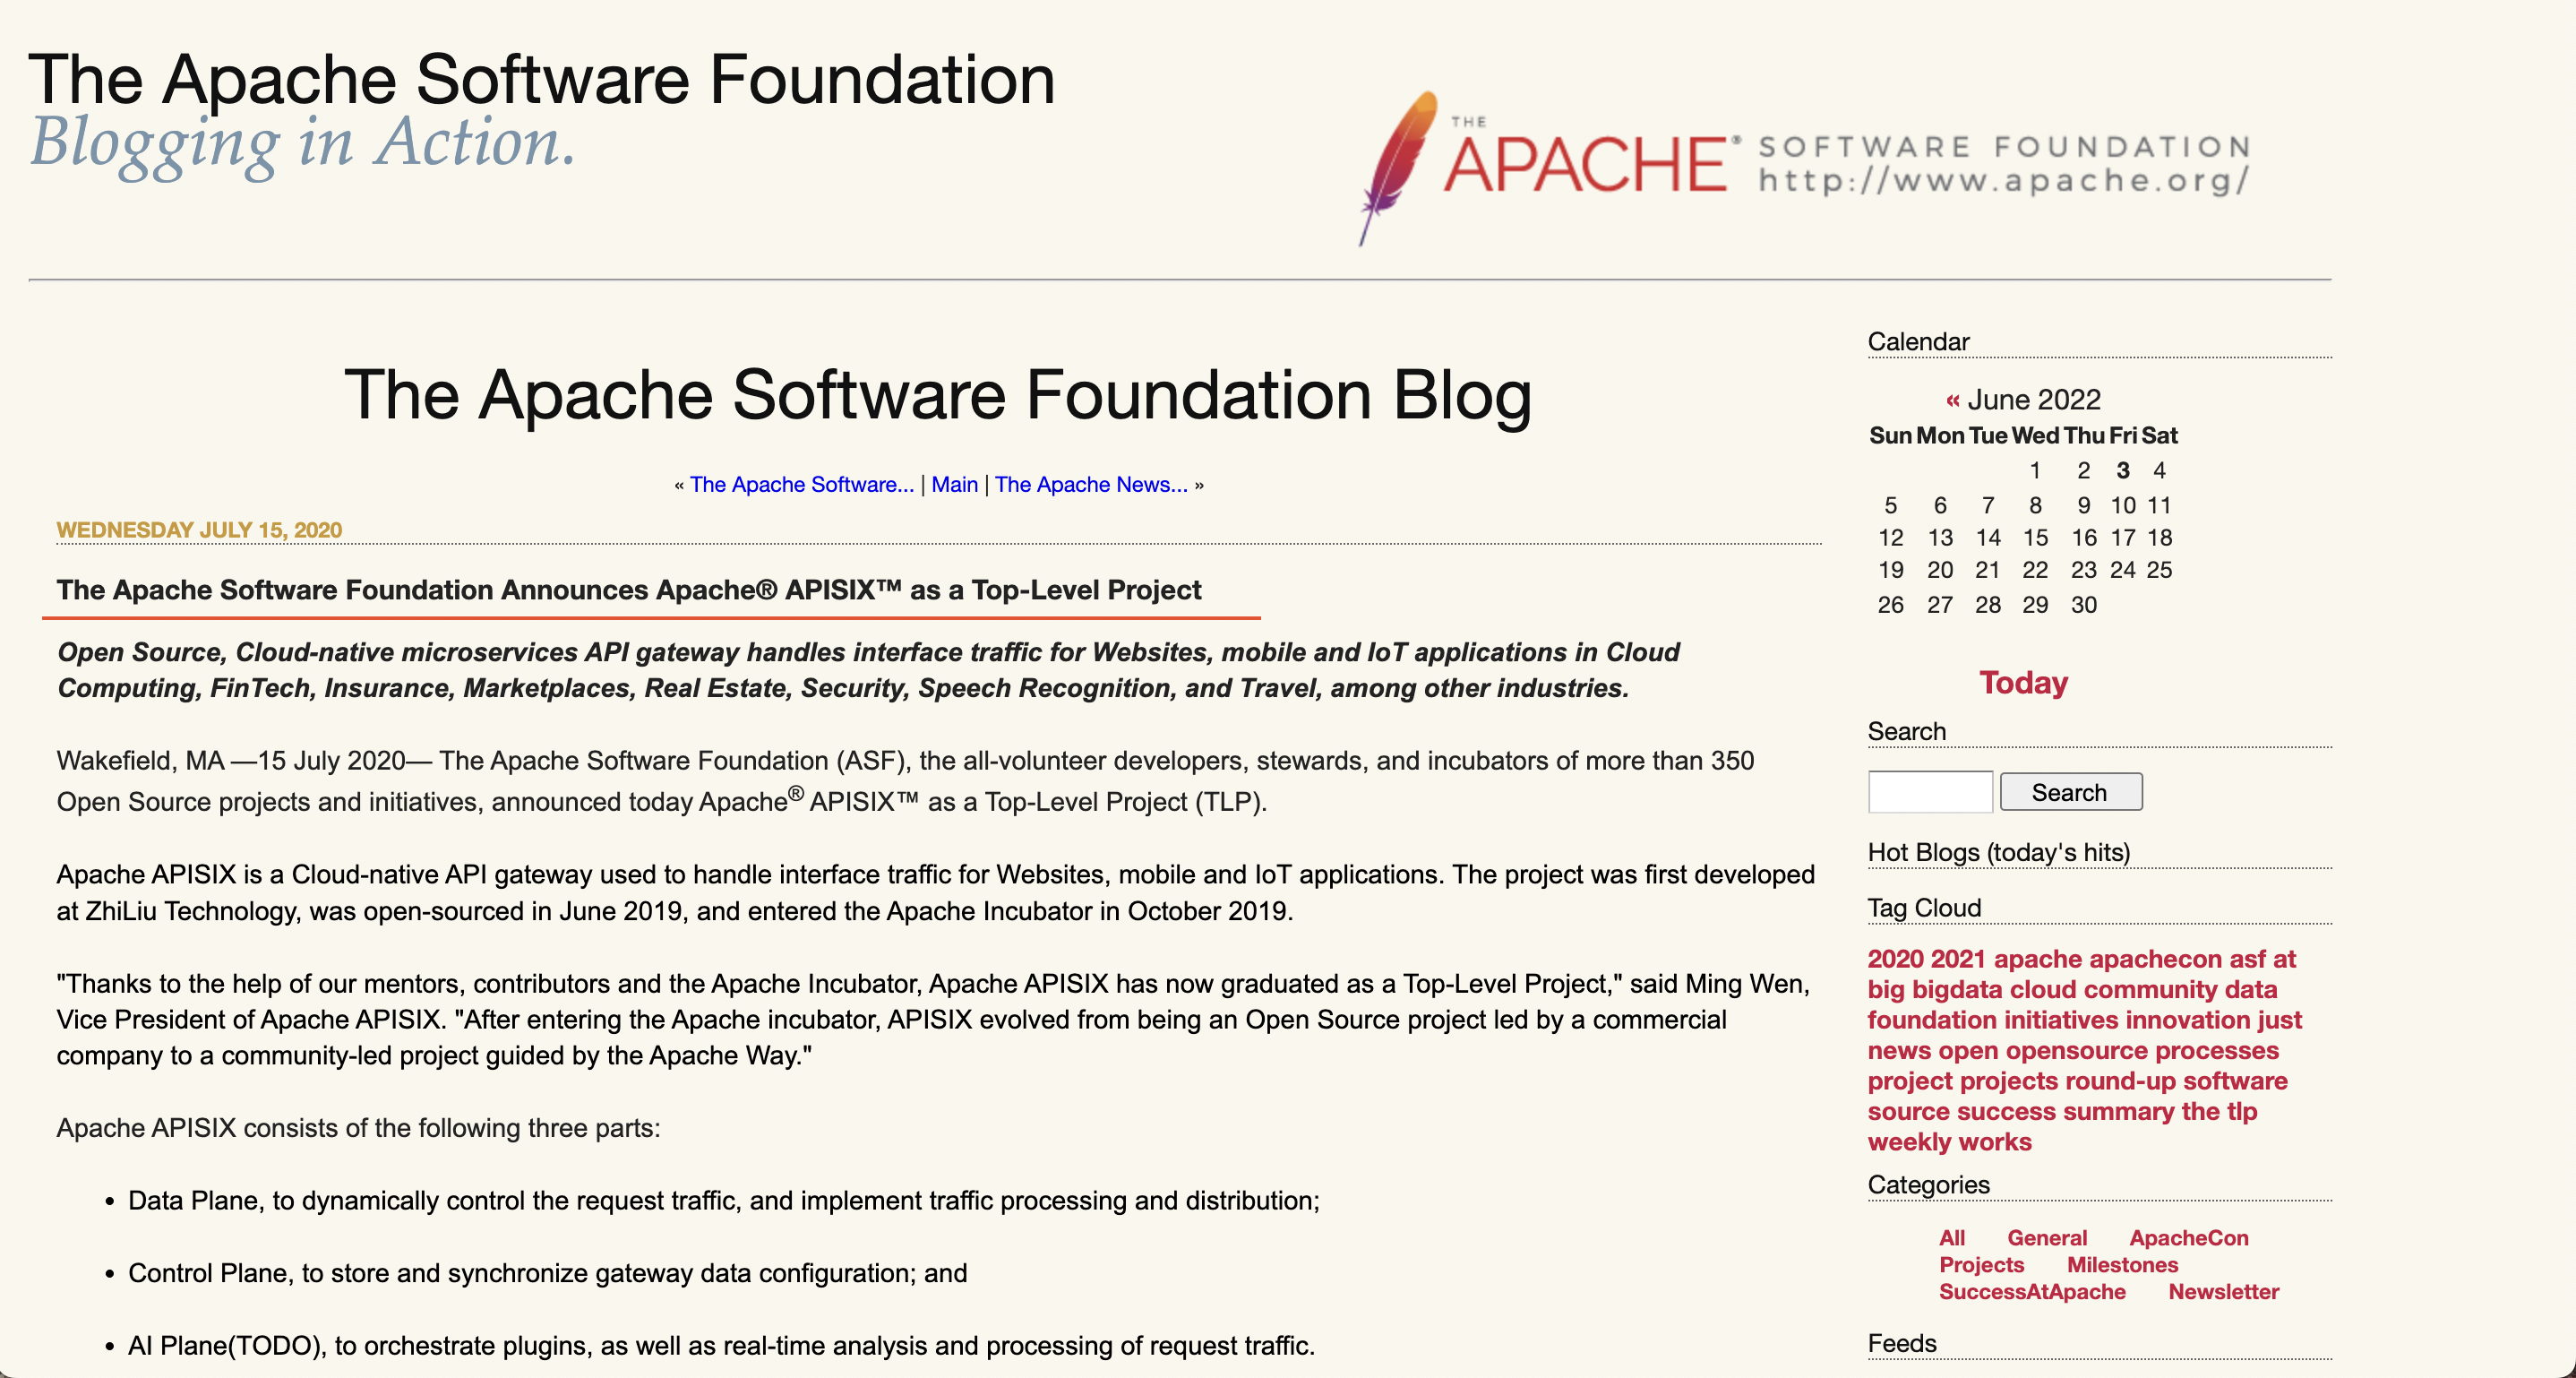 The Apache Software Foundation
Blogging in Action.
THE
APACHE® SOFTWARE FOUNDATION
http://www.apache.org/
The Apache Software Foundation Blog
« The Apache Software... | Main | The Apache News... »
WEDNESDAY JULY 15, 2020
The Apache Software Foundation Announces Apache® APISIX™ as a Top-Level Project
Open Source, Cloud-native microservices API gateway handles interface traffic for Websites, mobile and IoT applications in Cloud
Computing, FinTech, Insurance, Marketplaces, Real Estate, Security, Speech Recognition, and Travel, among other industries.
Wakefield, MA —15 July 2020— The Apache Software Foundation (ASF), the all-volunteer developers, stewards, and incubators of more than 350
Open Source projects and initiatives, announced today Apache® APISIX™ as a Top-Level Project (TLP).
Apache APISIX is a Cloud-native API gateway used to handle interface traffic for Websites, mobile and IoT applications. The project was first developed
at ZhiLiu Technology, was open-sourced in June 2019, and entered the Apache Incubator in October 2019.
"Thanks to the help of our mentors, contributors and the Apache Incubator, Apache APISIX has now graduated as a Top-Level Project," said Ming Wen,
Vice President of Apache APISIX. "After entering the Apache incubator, APISIX evolved from being an Open Source project led by a commercial
company to a community-led project guided by the Apache Way."
Apache APISIX consists of the following three parts:
• Data Plane, to dynamically control the request traffic, and implement traffic processing and distribution;
• Control Plane, to store and synchronize gateway data configuration; and
• AI Plane(TODO), to orchestrate plugins, as well as real-time analysis and processing of request traffic.
Calendar
« June 2022
Sun Mon Tue Wed Thu Fri Sat
1 2 3 4
5 6 7 8 9 10 11
12 13 14 15 16 17 18
19 20 21 22 23 24 25
26 27 28 29 30
Today
Search
Search
Hot Blogs (today's hits)
Tag Cloud
2020 2021 apache apachecon asf at
big bigdata cloud community data
foundation initiatives innovation just
news open opensource processes
project projects round-up software
source success summary the tlp
weekly works
Categories
All General ApacheCon
Projects Milestones
SuccessAtApache Newsletter
Feeds